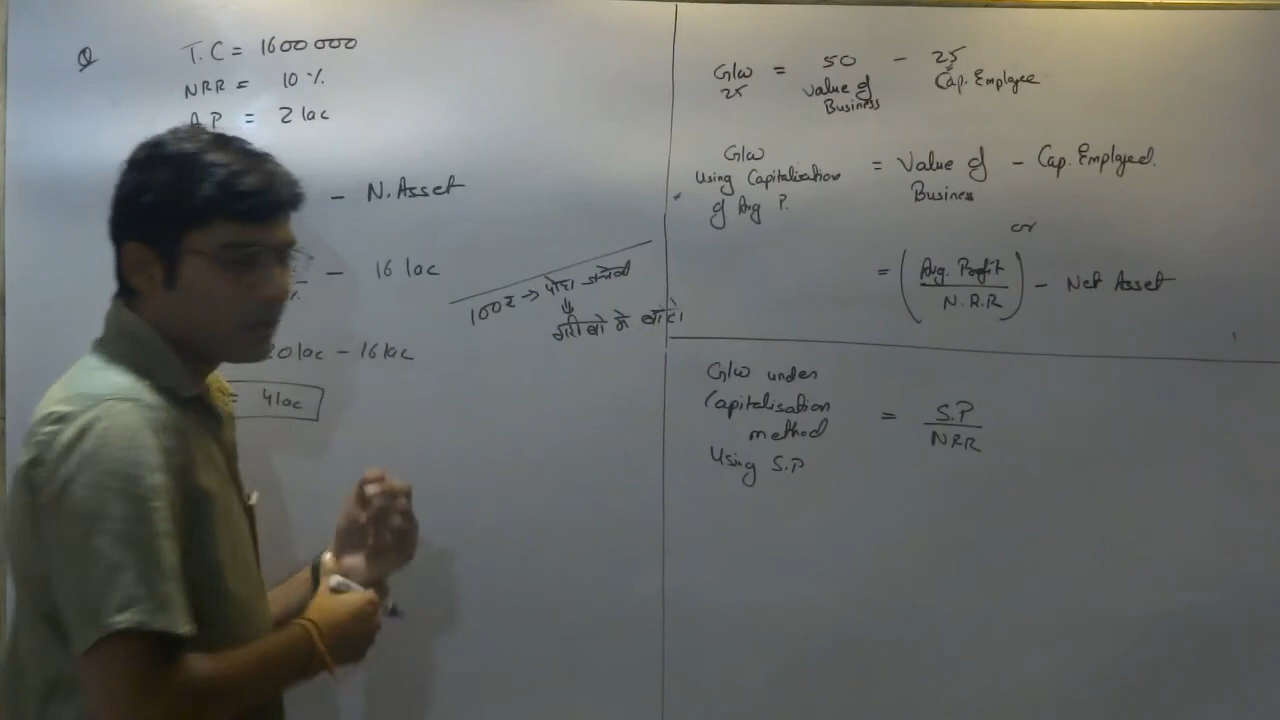 Q
T.C = 1600000
NRR = 10 %
A.P = 2 lac
- N. Asset
% - 16 lac
20 lac - 16 lac
= 4 lac
100₹ → पोहा जलेबी
⇓
गरीबो मे बांटो
G/w = 50 - 25
25 Value of Cap. Employee
Business
G/w
Using Capitalisation = Value of - Cap. Employed.
of Avg P. Business
or
= (Avg. Profit / N.R.R) - Net Asset
G/w under
Capitalisation = S.P
method NRR
Using S.P